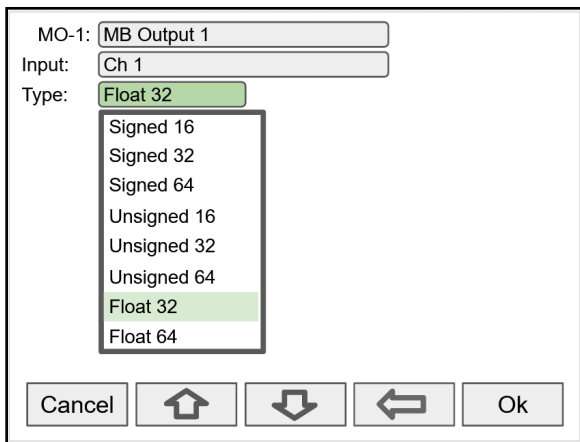 MO-1: MB Output 1
Input: Ch 1
Type: Float 32
Signed 16
Signed 32
Signed 64
Unsigned 16
Unsigned 32
Unsigned 64
Float 32
Float 64
Cancel Ok